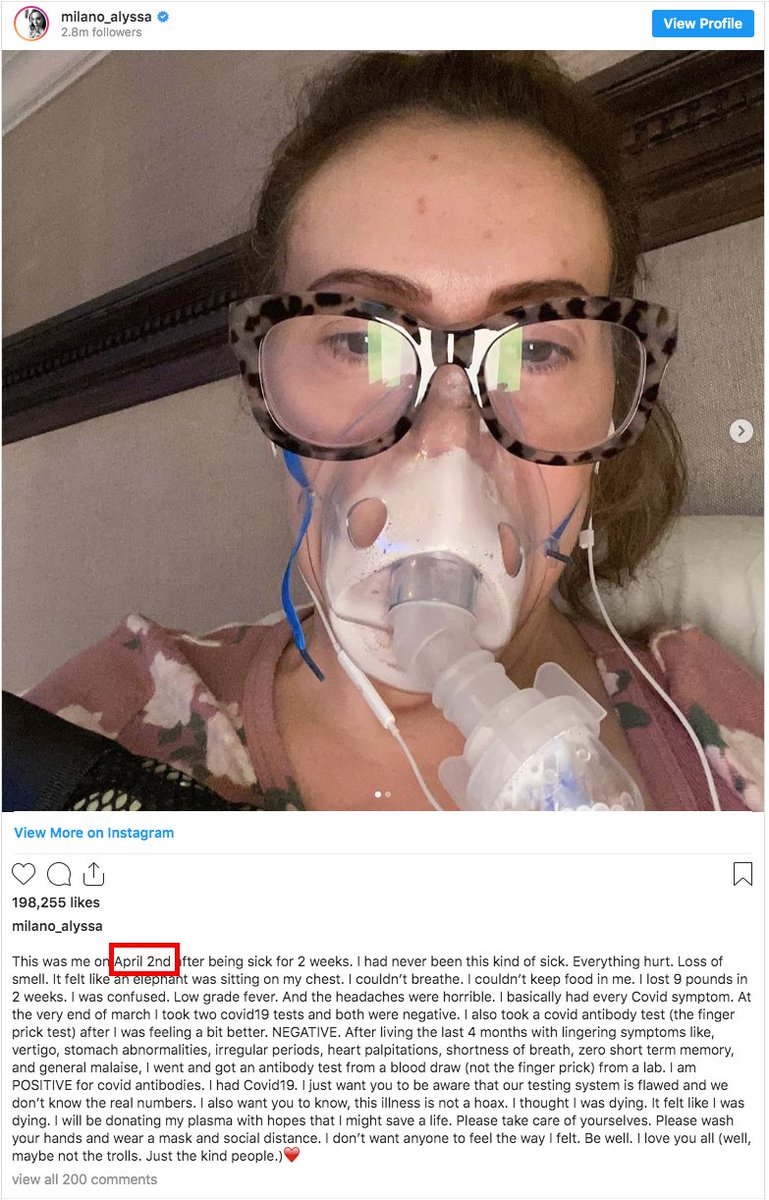 milano_alyssa
2.8m followers
View Profile
View More on Instagram
198,255 likes
milano_alyssa
This was me on April 2nd after being sick for 2 weeks. I had never been this kind of sick. Everything hurt. Loss of
smell. It felt like an elephant was sitting on my chest. I couldn’t breathe. I couldn’t keep food in me. I lost 9 pounds in
2 weeks. I was confused. Low grade fever. And the headaches were horrible. I basically had every Covid symptom. At
the very end of march I took two covid19 tests and both were negative. I also took a covid antibody test (the finger
prick test) after I was feeling a bit better. NEGATIVE. After living the last 4 months with lingering symptoms like,
vertigo, stomach abnormalities, irregular periods, heart palpitations, shortness of breath, zero short term memory,
and general malaise, I went and got an antibody test from a blood draw (not the finger prick) from a lab. I am
POSITIVE for covid antibodies. I had Covid19. I just want you to be aware that our testing system is flawed and we
don’t know the real numbers. I also want you to know, this illness is not a hoax. I thought I was dying. It felt like I was
dying. I will be donating my plasma with hopes that I might save a life. Please take care of yourselves. Please wash
your hands and wear a mask and social distance. I don’t want anyone to feel the way I felt. Be well. I love you all (well,
maybe not the trolls. Just the kind people.)❤️
view all 200 comments